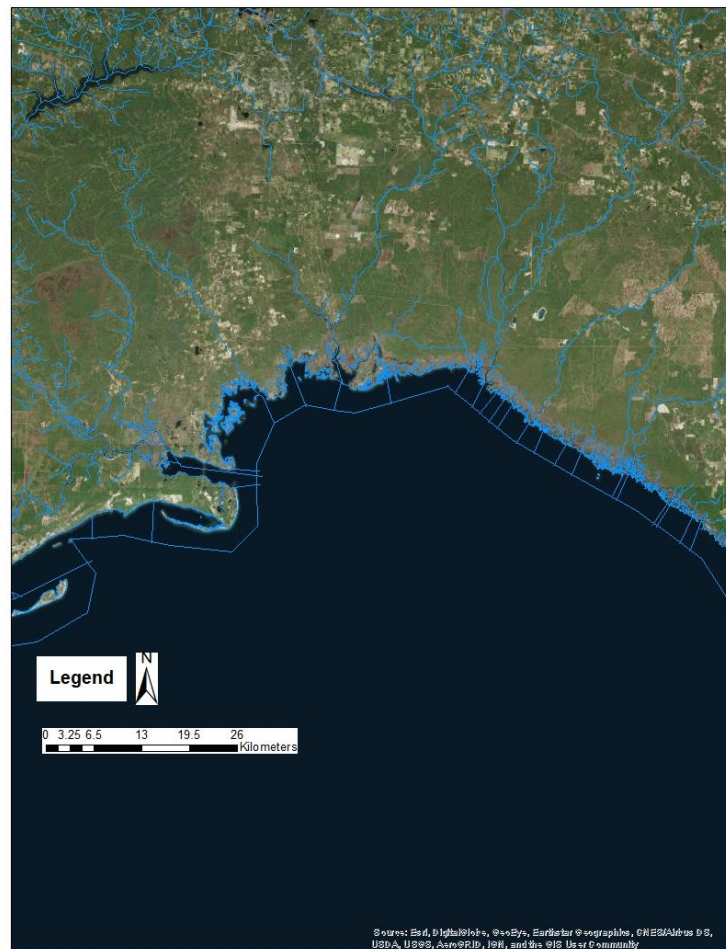 N
Legend
0 3.25 6.5 13 19.5 26
Kilometers
Source: Esri, DigitalGlobe, GeoEye, Earthstar Geographics, CNES/Airbus DS,
USDA, USGS, AeroGRID, IGN, and the GIS User Community